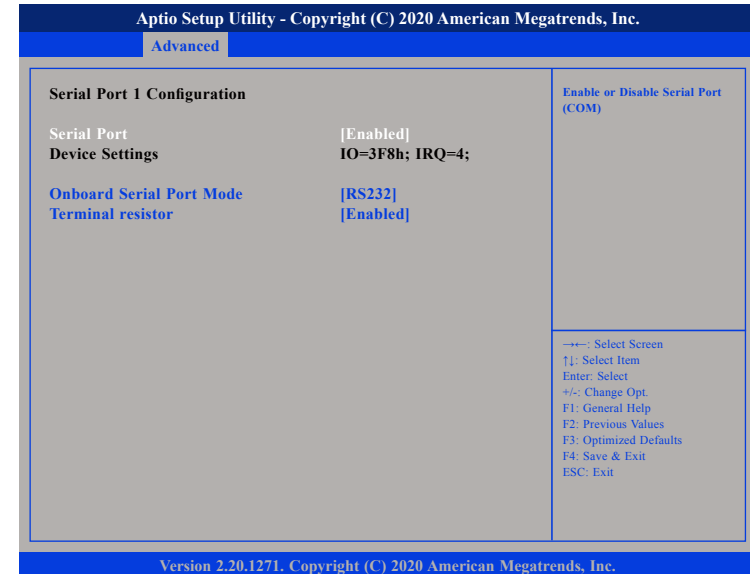 Aptio Setup Utility - Copyright (C) 2020 American Megatrends, Inc.
Advanced
Serial Port 1 Configuration
Serial Port [Enabled]
Device Settings IO=3F8h; IRQ=4;
Onboard Serial Port Mode [RS232]
Terminal resistor [Enabled]
Enable or Disable Serial Port
(COM)
→←: Select Screen
↑↓: Select Item
Enter: Select
+/-: Change Opt.
F1: General Help
F2: Previous Values
F3: Optimized Defaults
F4: Save & Exit
ESC: Exit
Version 2.20.1271. Copyright (C) 2020 American Megatrends, Inc.